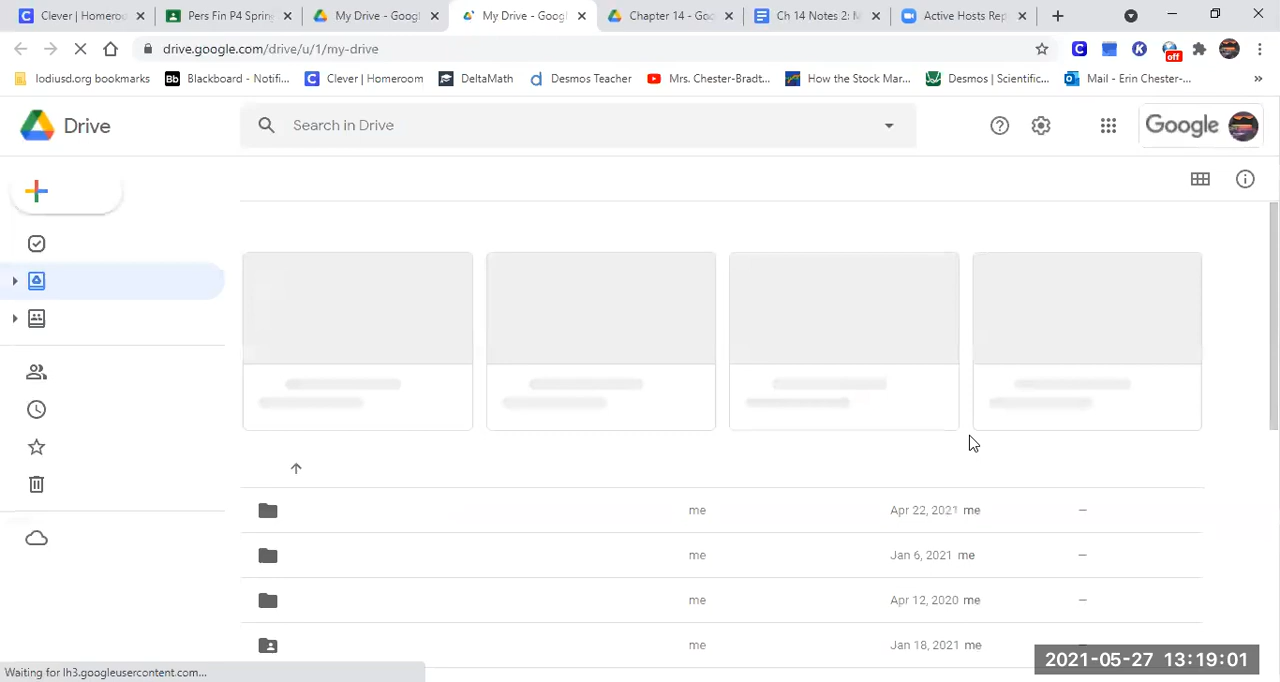 Clever | Homerou
Pers Fin P4 Spring
My Drive - Googl
My Drive - Googl
Chapter 14 - Goo
Ch 14 Notes 2: M
Active Hosts Rep
drive.google.com/drive/u/1/my-drive
off
lodiusd.org bookmarks
Bb
Blackboard - Notifi...
Clever | Homeroom
DeltaMath
Desmos Teacher
Mrs. Chester-Bradt...
How the Stock Mar...
Desmos | Scientific...
Mail - Erin Chester-...
»
Drive
Search in Drive
Google
me Apr 22, 2021 me –
me Jan 6, 2021 me –
me Apr 12, 2020 me –
me Jan 18, 2021 me
Waiting for lh3.googleusercontent.com...
2021-05-27 13:19:01